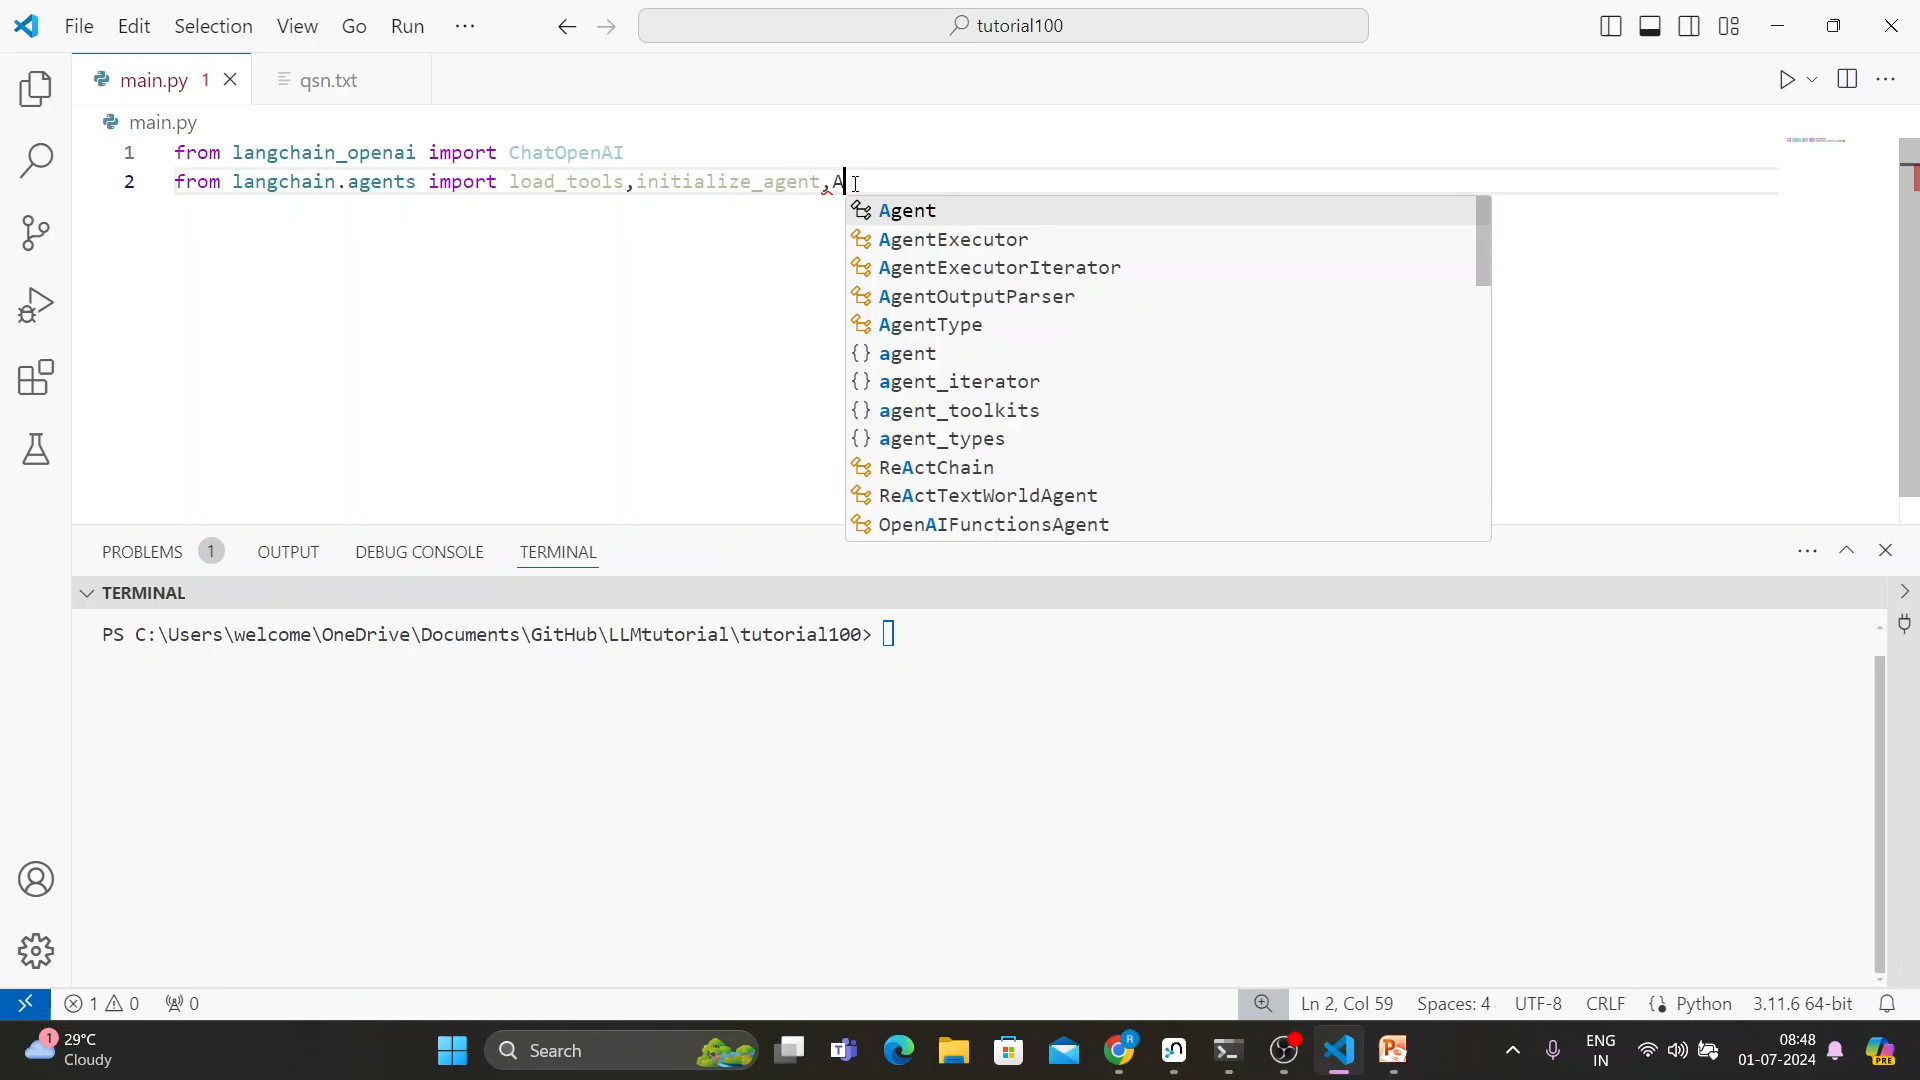 File Edit Selection View Go Run ···
tutorial100
main.py 1
qsn.txt
main.py
1 from langchain_openai import ChatOpenAI
2 from langchain.agents import load_tools,initialize_agent,A
Agent
AgentExecutor
AgentExecutorIterator
AgentOutputParser
AgentType
{} agent
{} agent_iterator
{} agent_toolkits
{} agent_types
ReActChain
ReActTextWorldAgent
OpenAIFunctionsAgent
PROBLEMS 1 OUTPUT DEBUG CONSOLE TERMINAL
TERMINAL
PS C:\Users\welcome\OneDrive\Documents\GitHub\LLMtutorial\tutorial100>
1 0 0 Ln 2, Col 59 Spaces: 4 UTF-8 CRLF {} Python 3.11.6 64-bit
1
29°C
Cloudy
Search
R
ENG
IN
08:48
01-07-2024
PRE